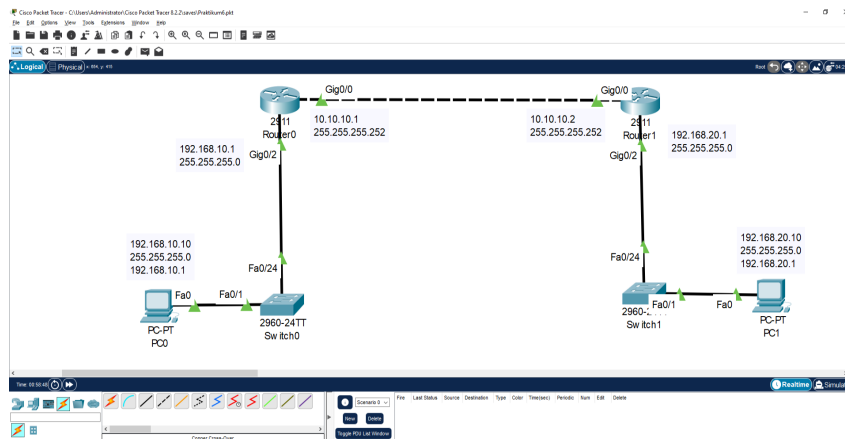 Cisco Packet Tracer - C:\Users\Administrator\Cisco Packet Tracer 8.2.2\saves\Praktikum6.pkt
File Edit Options View Tools Extensions Window Help
Logical Physical x: 894, y: 413 Root
Gig0/0 Gig0/0
2911 10.10.10.1 10.10.10.2 2911
Router0 255.255.255.252 255.255.255.252 Router1
192.168.10.1 192.168.20.1
255.255.255.0 Gig0/2 Gig0/2 255.255.255.0
192.168.10.10 192.168.20.10
255.255.255.0 255.255.255.0
192.168.10.1 Fa0/24 Fa0/24 192.168.20.1
Fa0 Fa0/1 Fa0/1 Fa0
PC-PT 2960-24TT PC-PT
PC0 Switch0 Switch1 PC1
Time: 00:58:48 Realtime Simula
Scenario 0 Fire Last Status Source Destination Type Color Time(sec) Periodic Num Edit Delete
New Delete
Toggle PDU List Window
Copper Cross-Over